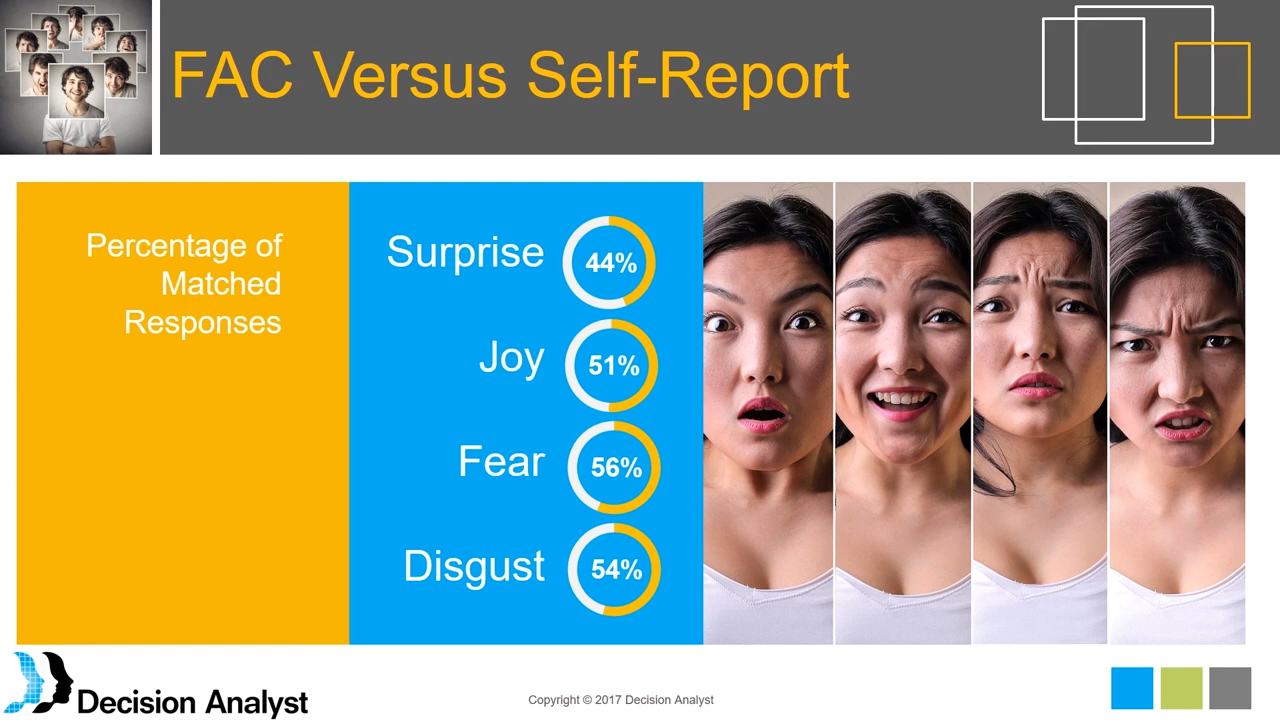 FAC Versus Self-Report
Percentage of
Matched
Responses
Surprise
44%
Joy
51%
Fear
56%
Disgust
54%
Decision Analyst
Copyright © 2017 Decision Analyst